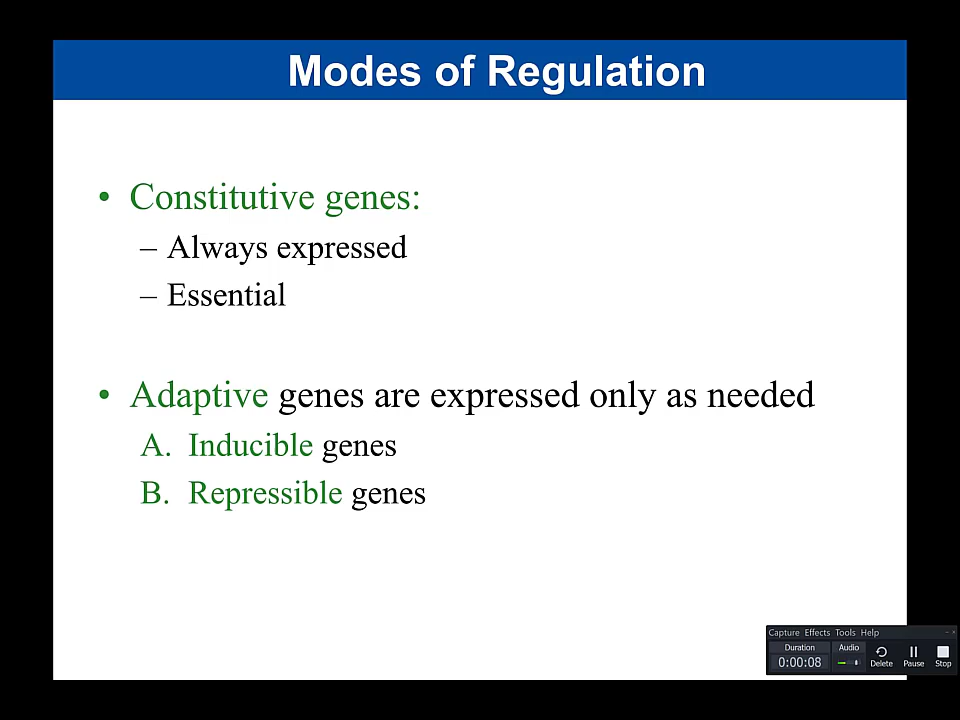 Modes of Regulation
• Constitutive genes:
– Always expressed
– Essential
• Adaptive genes are expressed only as needed
A. Inducible genes
B. Repressible genes
Capture Effects Tools Help
Duration Audio
0:00:08 Delete Pause Stop